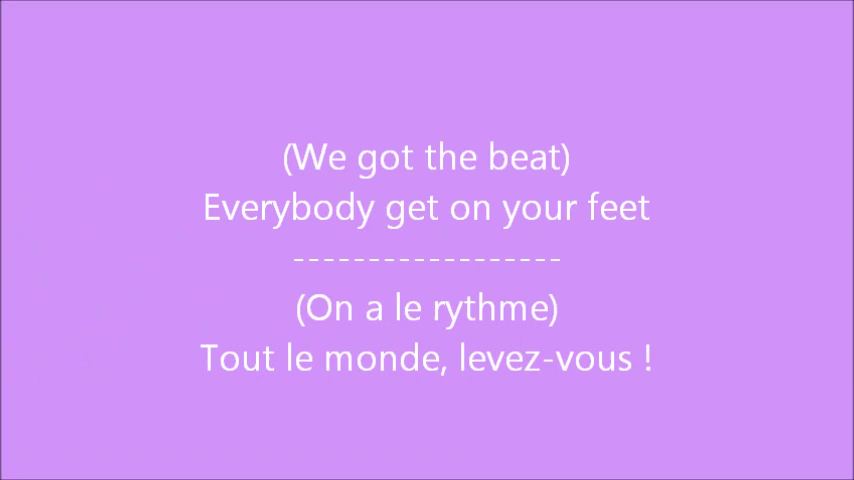 (We got the beat)
Everybody get on your feet
------------------
(On a le rythme)
Tout le monde, levez-vous !